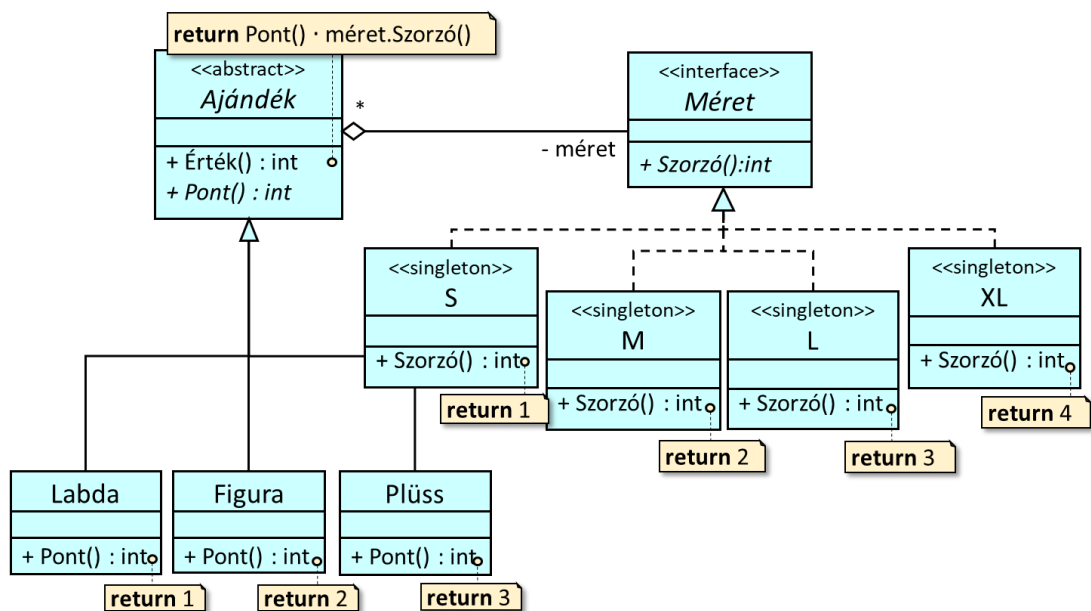 return Pont() · méret.Szorzó()
<<abstract>>
Ajándék
+ Érték() : int
+ Pont() : int
*
- méret
<<interface>>
Méret
+ Szorzó():int
<<singleton>>
S
+ Szorzó() : int
return 1
<<singleton>>
M
+ Szorzó() : int
return 2
<<singleton>>
L
+ Szorzó() : int
return 3
<<singleton>>
XL
+ Szorzó() : int
return 4
Labda
+ Pont() : int
return 1
Figura
+ Pont() : int
return 2
Plüss
+ Pont() : int
return 3